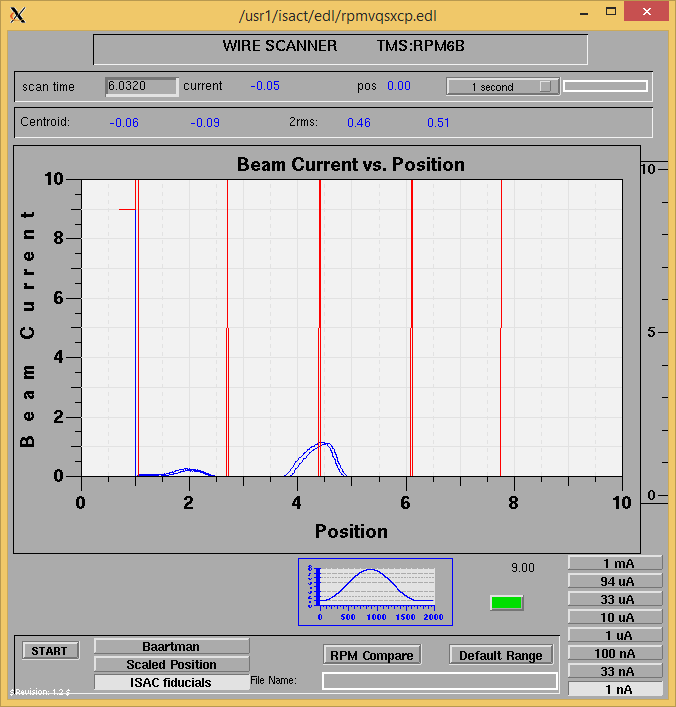 /usr1/isact/edl/rpmvqsxcp.edl
WIRE SCANNER TMS:RPM6B
scan time 6.0320 current -0.05 pos 0.00 1 second
Centroid: -0.06 -0.09 2rms: 0.46 0.51
Beam Current vs. Position
Beam Current
10
8
6
4
2
0
0 2 4 6 8 10
Position
10
5
0
8
0 500 1000 1500 2000
9.00
1 mA
94 uA
33 uA
10 uA
1 uA
100 nA
33 nA
1 nA
START
Baartman
Scaled Position
ISAC fiducials
RPM Compare Default Range
File Name:
$Revision: 1.2 $